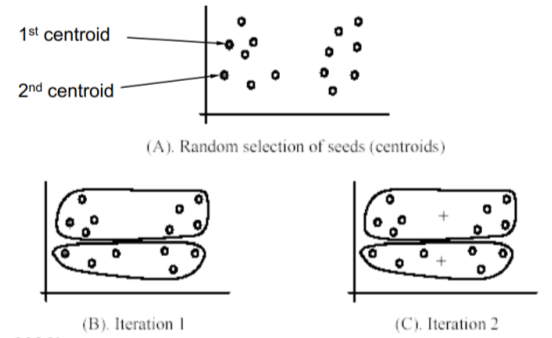 1st centroid
2nd centroid
(A). Random selection of seeds (centroids)
(B). Iteration 1
(C). Iteration 2